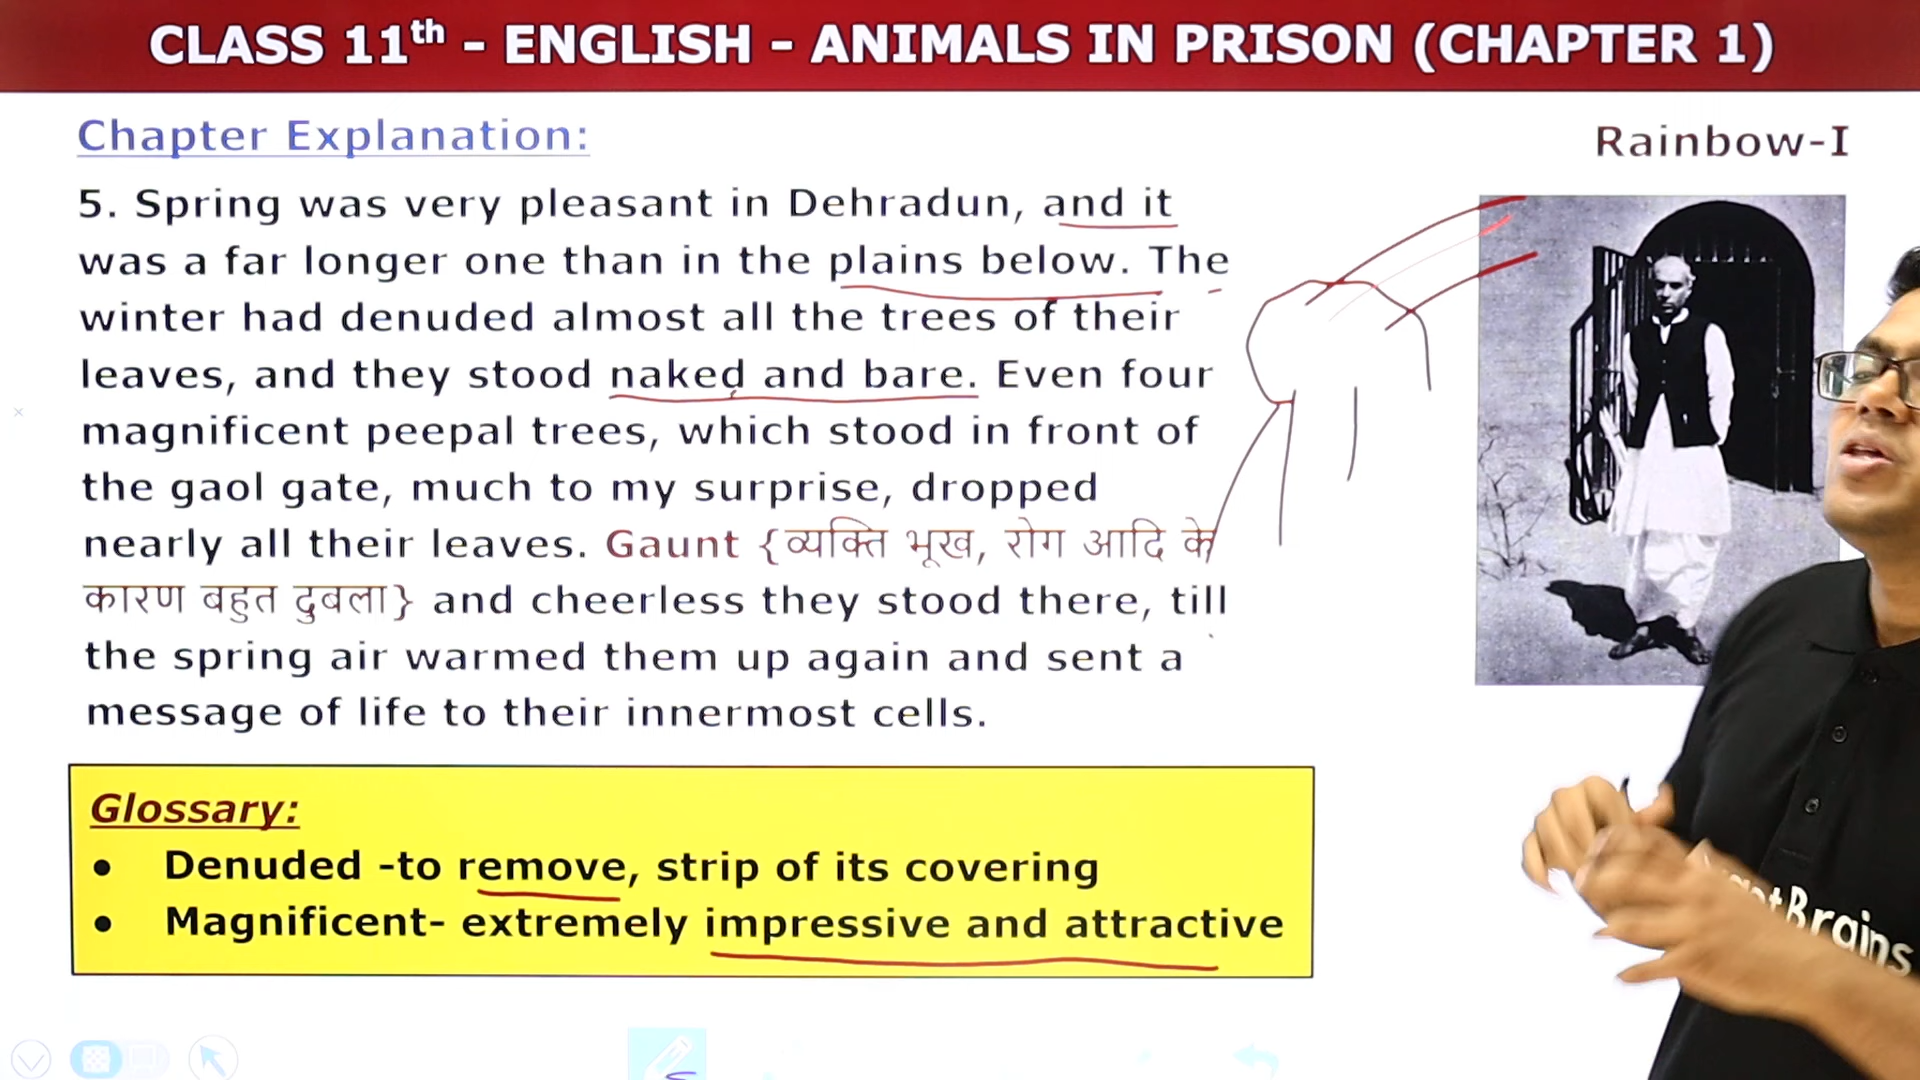 CLASS 11th - ENGLISH - ANIMALS IN PRISON (CHAPTER 1)
Chapter Explanation:
Rainbow-I
5. Spring was very pleasant in Dehradun, and it
was a far longer one than in the plains below. The
winter had denuded almost all the trees of their
leaves, and they stood naked and bare. Even four
magnificent peepal trees, which stood in front of
the gaol gate, much to my surprise, dropped
nearly all their leaves. Gaunt {व्यक्ति भूख, रोग आदि के
कारण बहुत दुबला} and cheerless they stood there, till
the spring air warmed them up again and sent a
message of life to their innermost cells.
Glossary:
• Denuded -to remove, strip of its covering
• Magnificent- extremely impressive and attractive
Brains